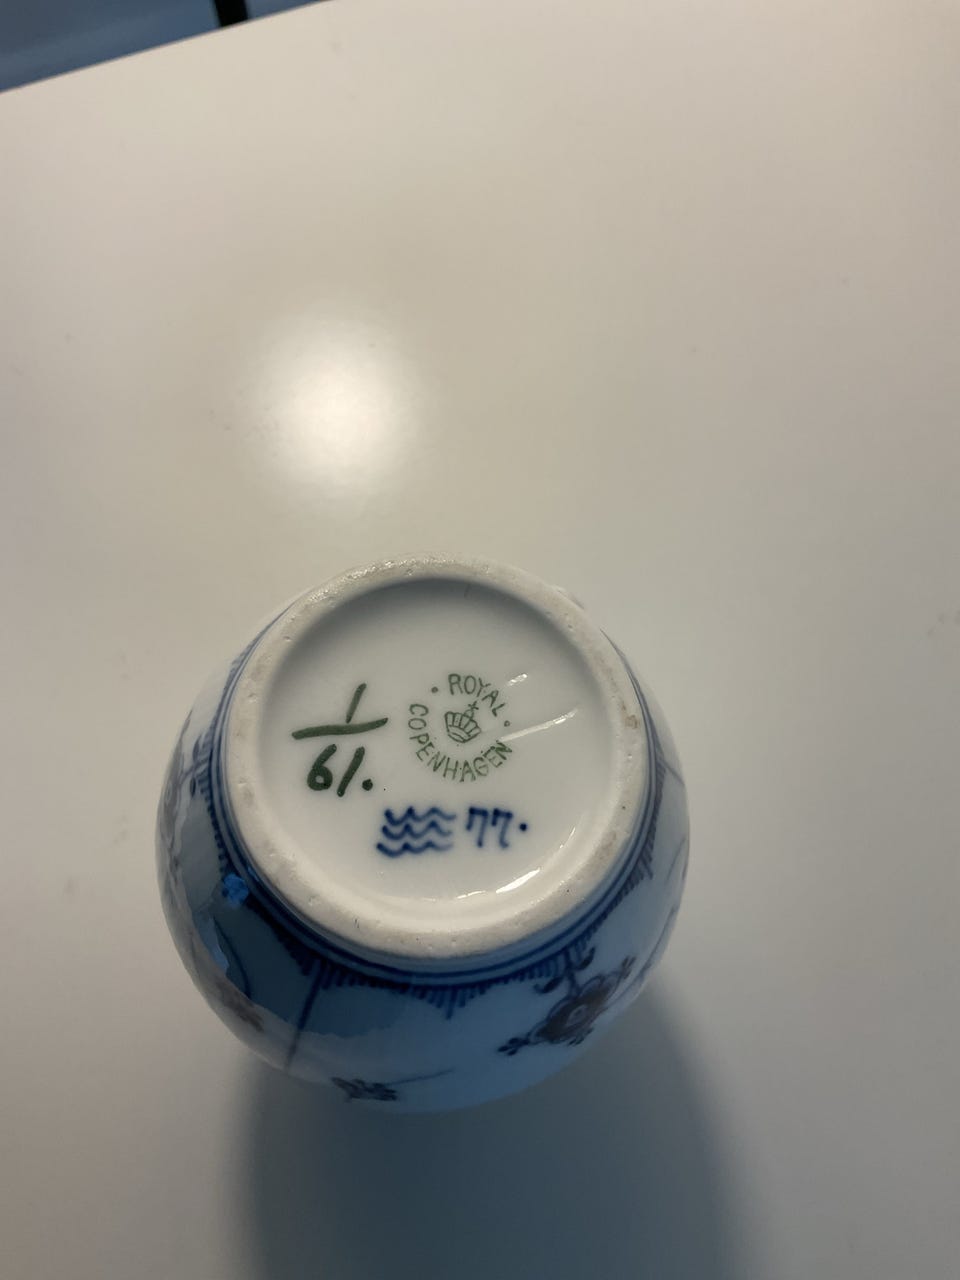 ROYAL
COPENHAGEN
1
61.
77.